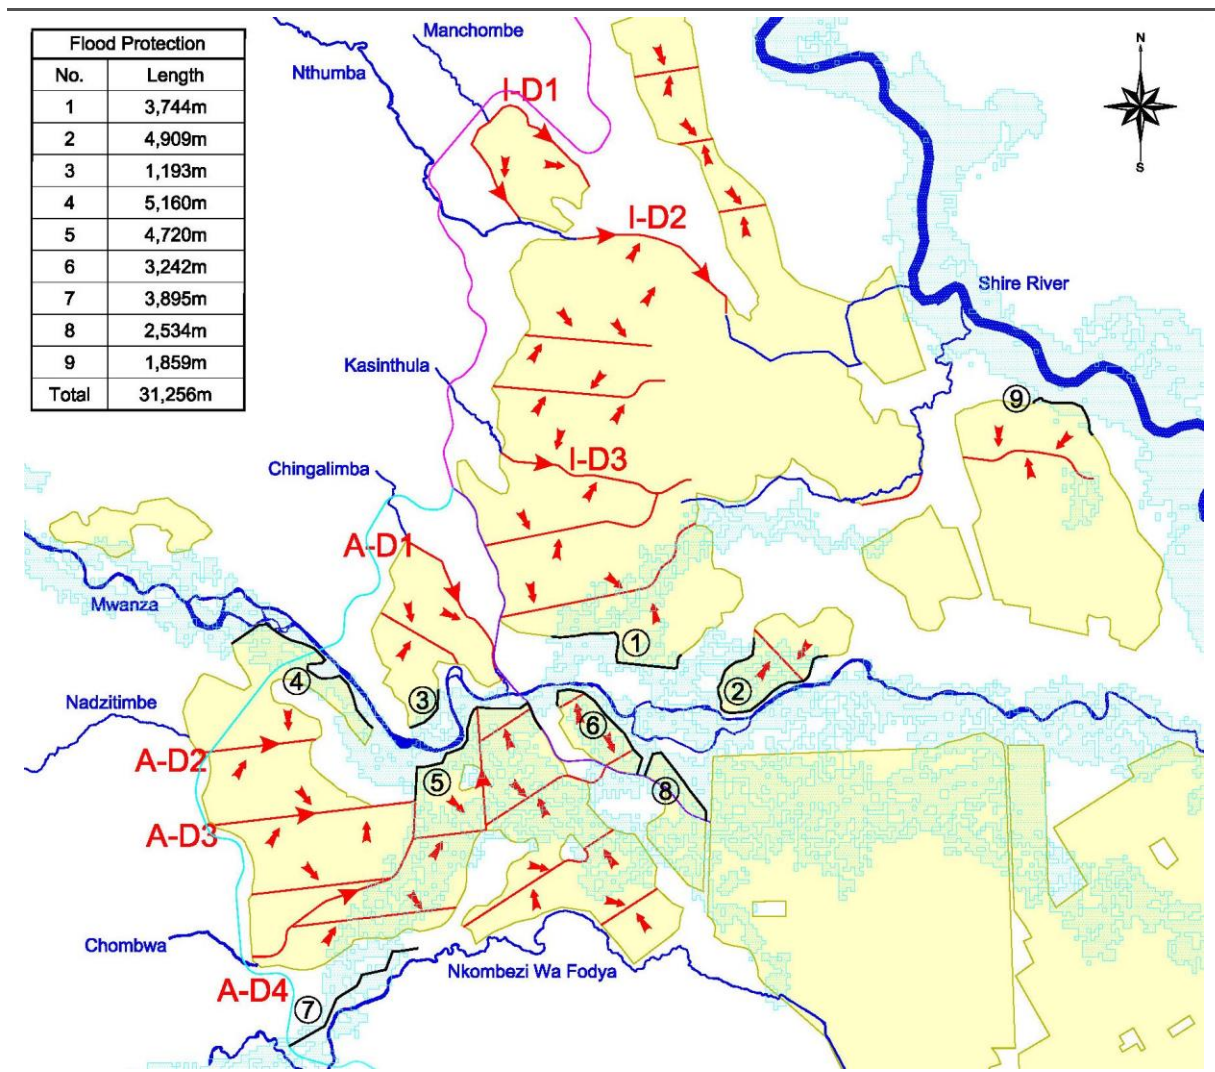 Flood Protection
No. Length
1 3,744m
2 4,909m
3 1,193m
4 5,160m
5 4,720m
6 3,242m
7 3,895m
8 2,534m
9 1,859m
Total 31,256m
Manchombe
Nthumba
I-D1
N
S
I-D2
Shire River
Kasinthula
9
I-D3
Chingalimba
A-D1
Mwanza
1
4
3
2
Nadzitimbe
6
A-D2
5
8
A-D3
Chombwa
Nkombezi Wa Fodya
A-D4
7